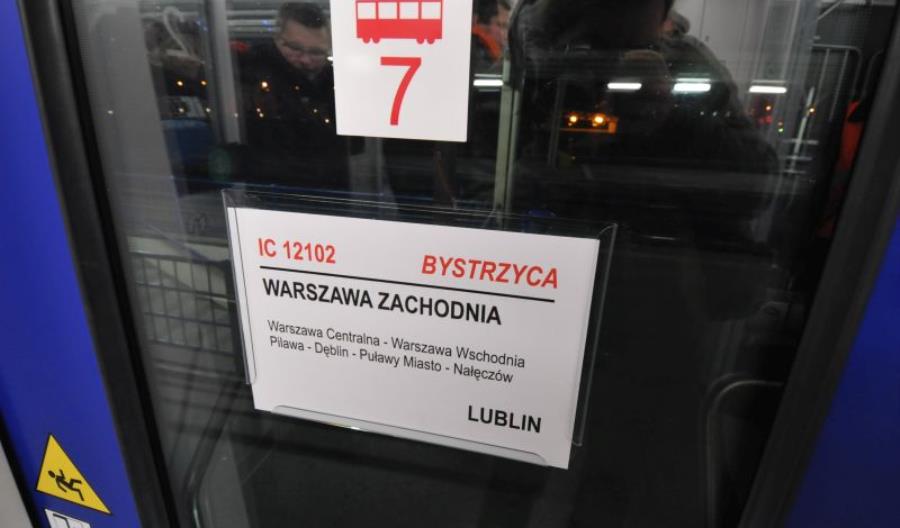 7
IC 12102
BYSTRZYCA
WARSZAWA ZACHODNIA
Warszawa Centralna - Warszawa Wschodnia
Pilawa - Dęblin - Puławy Miasto - Nałęczów
LUBLIN